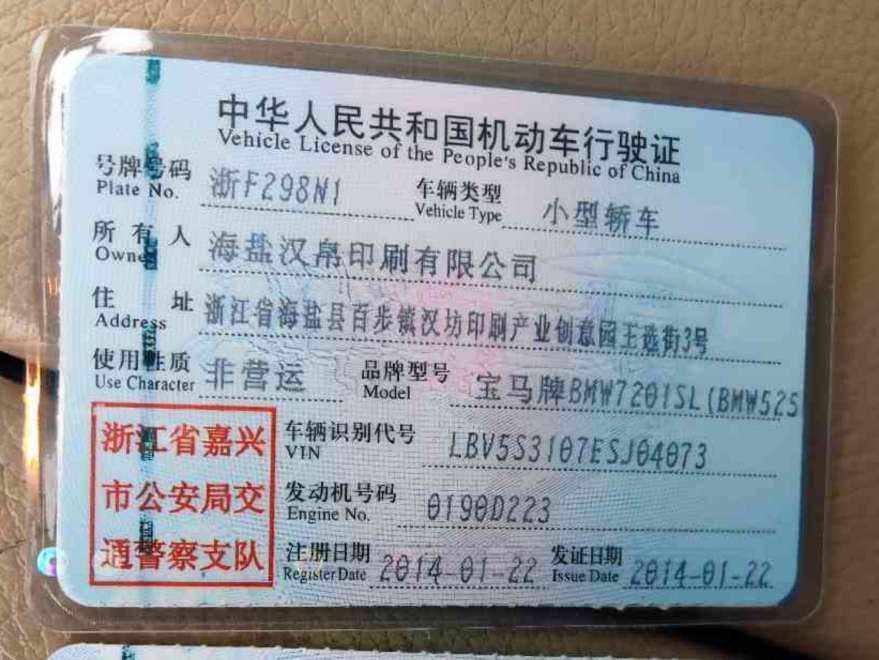 中华人民共和国机动车行驶证
Vehicle License of the People's Republic of China
号牌号码 浙F298N1 车辆类型 小型轿车
Plate No. Vehicle Type
所有人 海盐汉帛印刷有限公司
Owner
住址 浙江省海盐县百步镇汉坊印刷产业创意园王选街3号
Address
使用性质 非营运 品牌型号 宝马牌BMW7201SL(BMW525
Use Character Model
浙江省嘉兴
市公安局交
通警察支队
车辆识别代号 LBV5S3107ESJ04073
VIN
发动机号码 0190D223
Engine No.
注册日期 2014-01-22 发证日期 2014-01-22
Register Date Issue Date